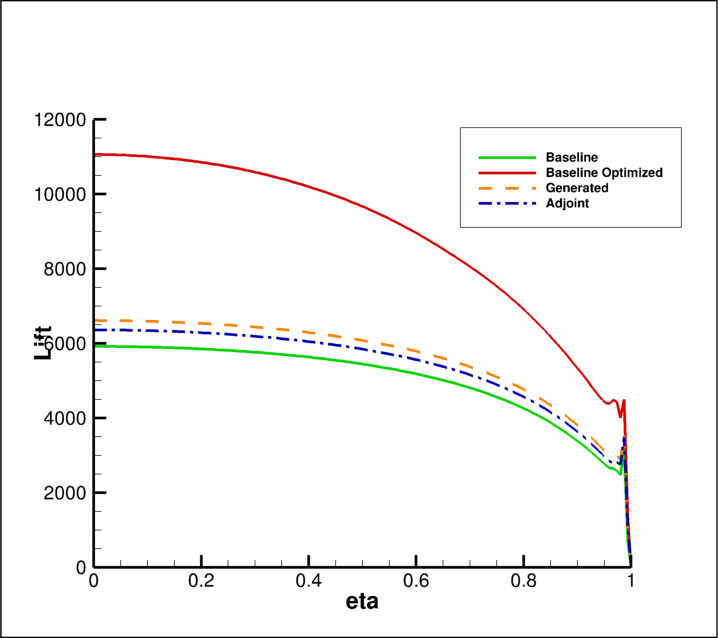 12000
10000
8000
6000
4000
2000
0
Lift
Baseline
Baseline Optimized
Generated
Adjoint
0 0.2 0.4 0.6 0.8 1
eta